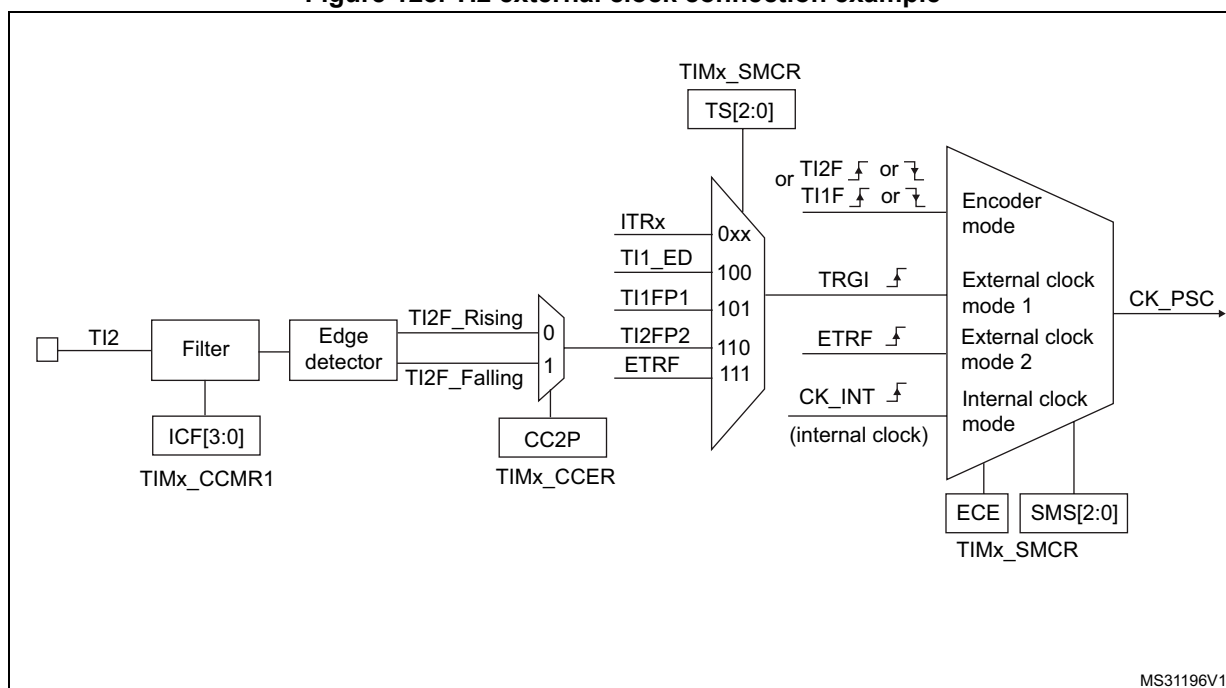 Figure TI2 external clock connection example
TIMx_SMCR
TS[2:0]
or TI2F or
TI1F or
Encoder
mode
ITRx
0xx
TI1_ED
100
TI1FP1
101
TI2FP2
110
ETRF
111
TRGI
External clock
mode 1
CK_PSC
ETRF
External clock
mode 2
CK_INT
(internal clock)
Internal clock
mode
TI2
Filter
Edge
detector
TI2F_Rising
0
TI2F_Falling
1
ICF[3:0]
TIMx_CCMR1
CC2P
TIMx_CCER
ECE
SMS[2:0]
TIMx_SMCR
MS31196V1